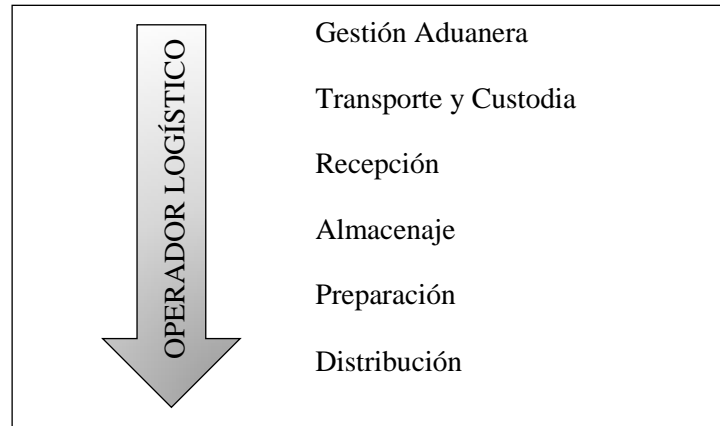 OPERADOR LOGÍSTICO
Gestión Aduanera
Transporte y Custodia
Recepción
Almacenaje
Preparación
Distribución